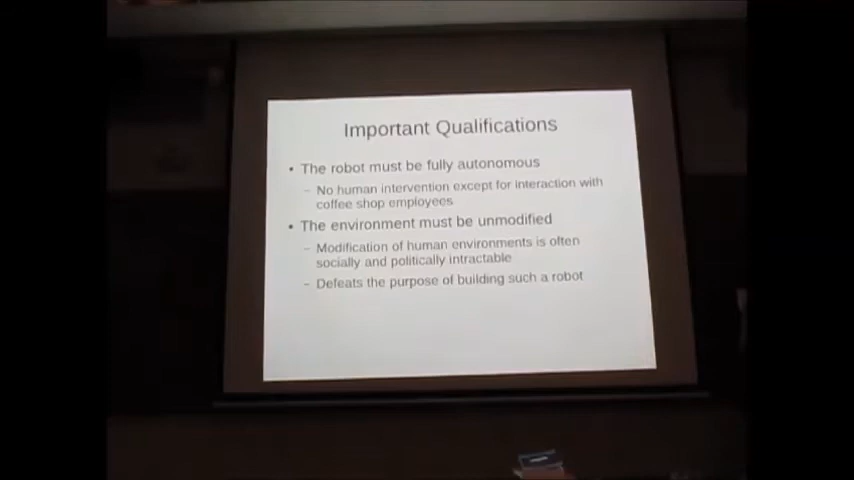 Important Qualifications
• The robot must be fully autonomous
– No human intervention except for interaction with
coffee shop employees
• The environment must be unmodified
– Modification of human environments is often
socially and politically intractable
– Defeats the purpose of building such a robot